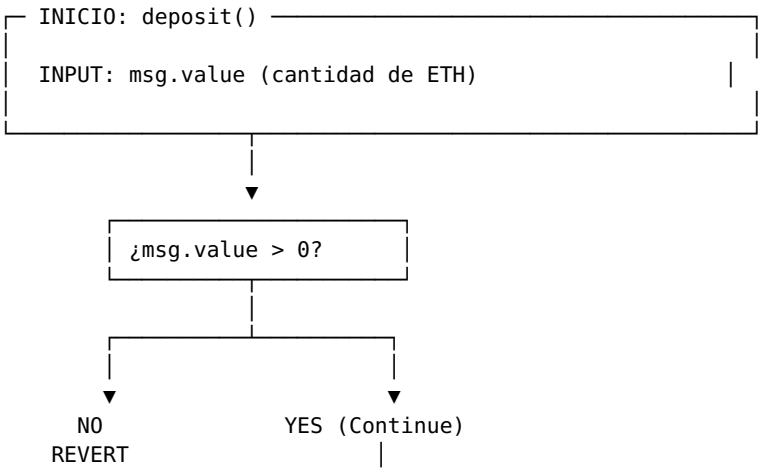 INICIO: deposit()
INPUT: msg.value (cantidad de ETH)
¿msg.value > 0?
NO YES (Continue)
REVERT